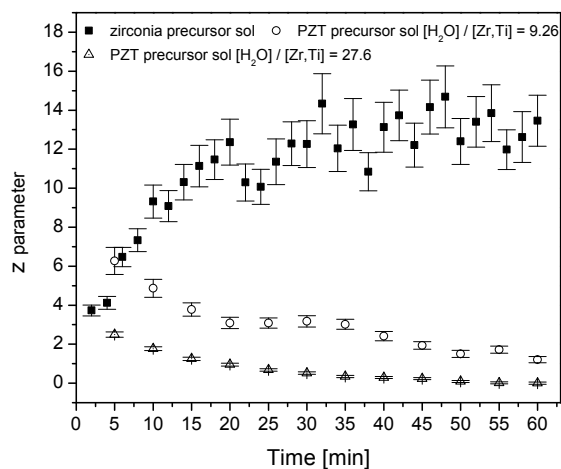 ■ zirconia precursor sol ○ PZT precursor sol [H₂O] / [Zr,Ti] = 9.26
△ PZT precursor sol [H₂O] / [Zr,Ti] = 27.6
18
16
14
12
10
8
6
4
2
0
z parameter
0 5 10 15 20 25 30 35 40 45 50 55 60
Time [min]